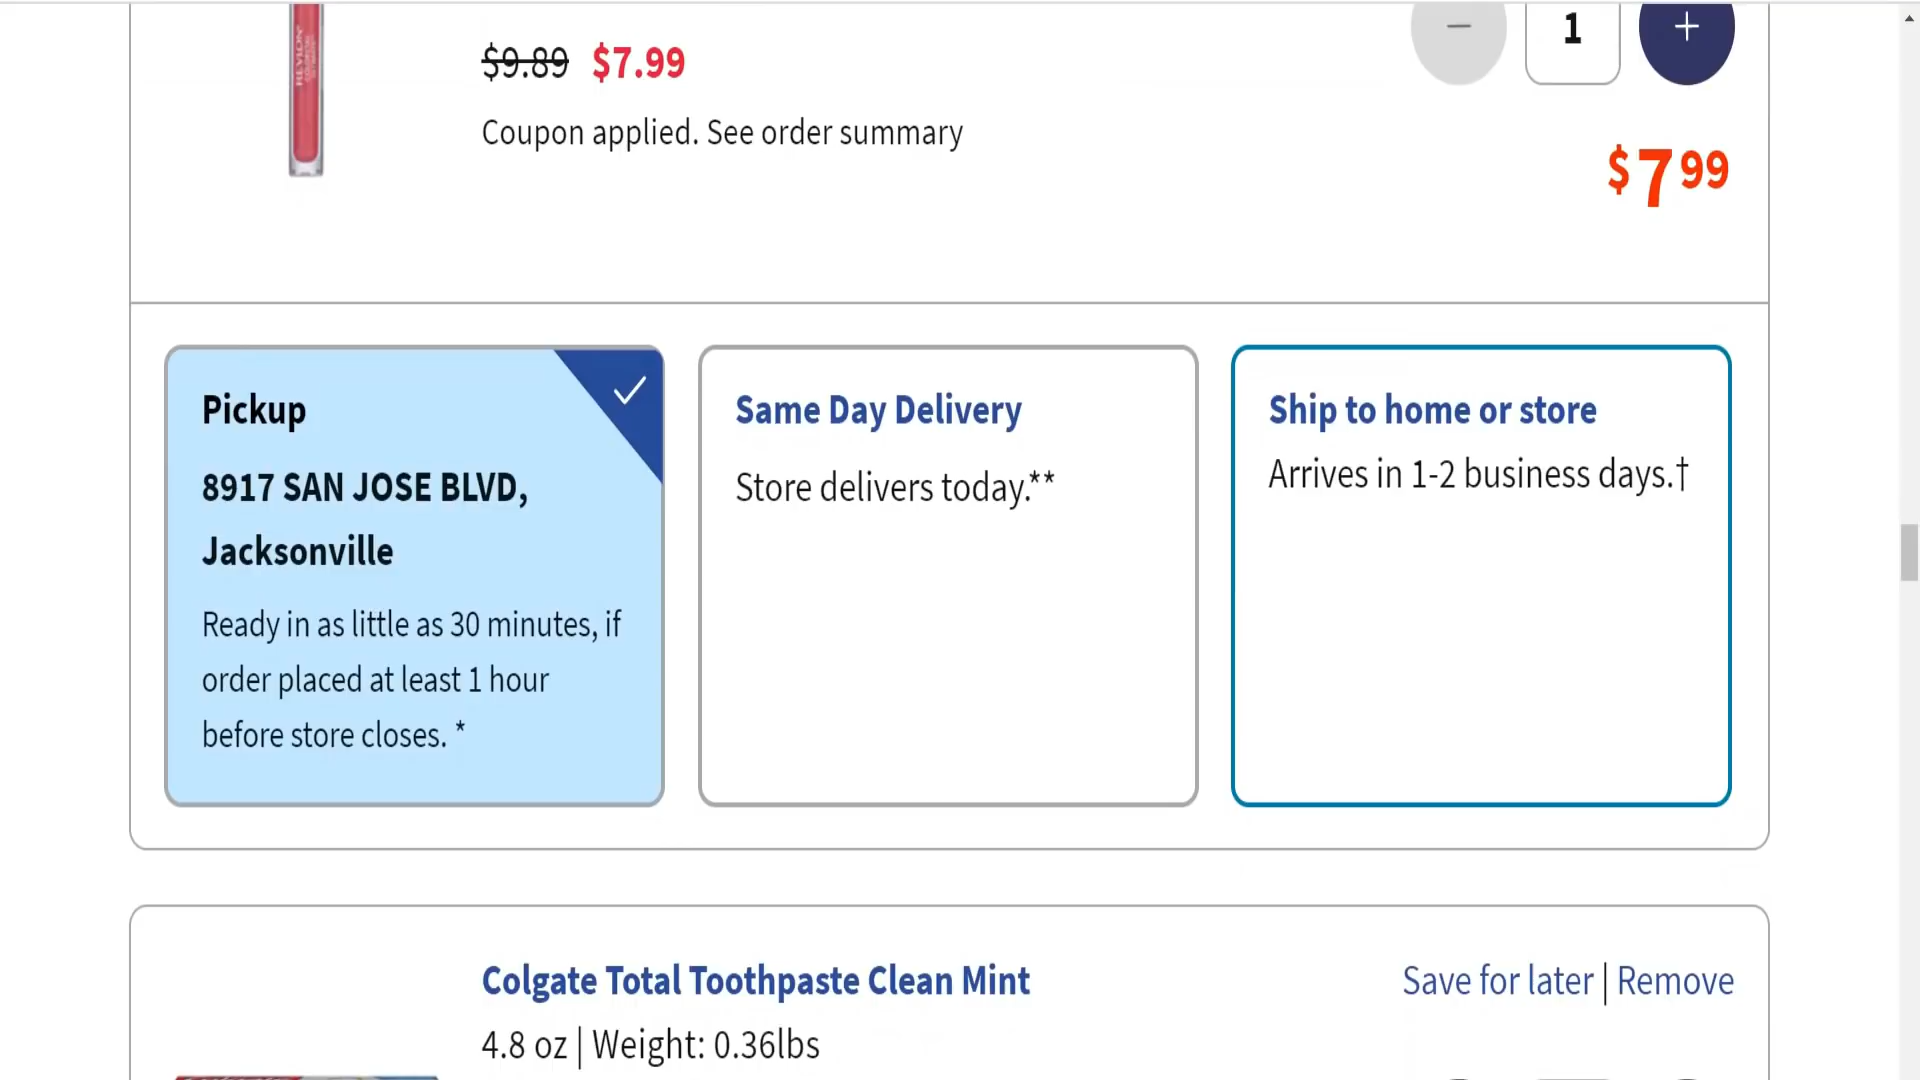 REVLON
$9.89 $7.99
1
Coupon applied. See order summary
$7 99
Pickup
8917 SAN JOSE BLVD,
Jacksonville
Ready in as little as 30 minutes, if
order placed at least 1 hour
before store closes. *
Same Day Delivery
Store delivers today.**
Ship to home or store
Arrives in 1-2 business days.†
Colgate Total Toothpaste Clean Mint
Save for later | Remove
4.8 oz | Weight: 0.36lbs